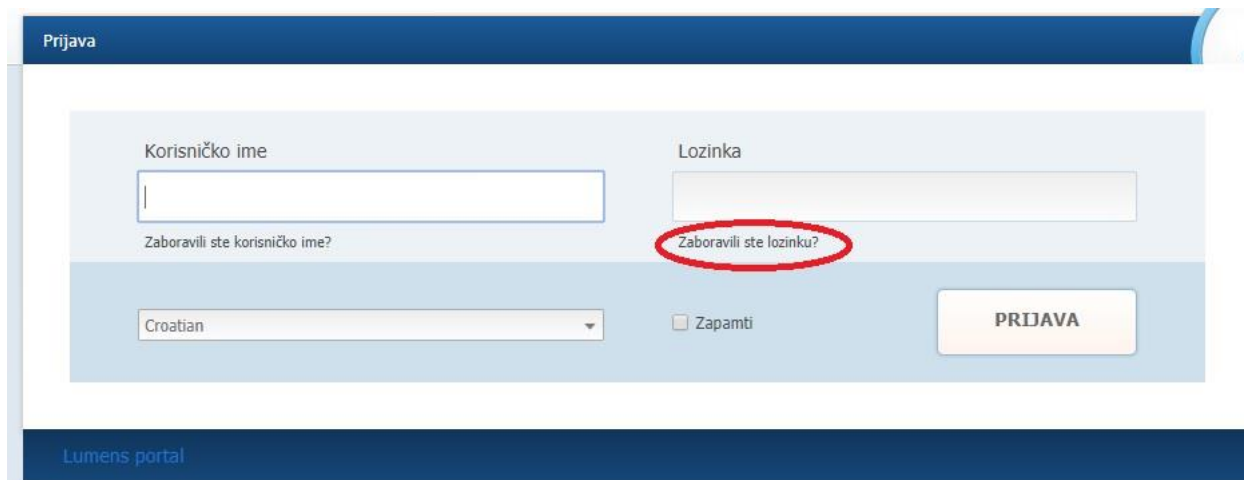 Prijava
Korisničko ime
Lozinka
Zaboravili ste korisničko ime?
Zaboravili ste lozinku?
Croatian
Zapamti
PRIJAVA
Lumens portal